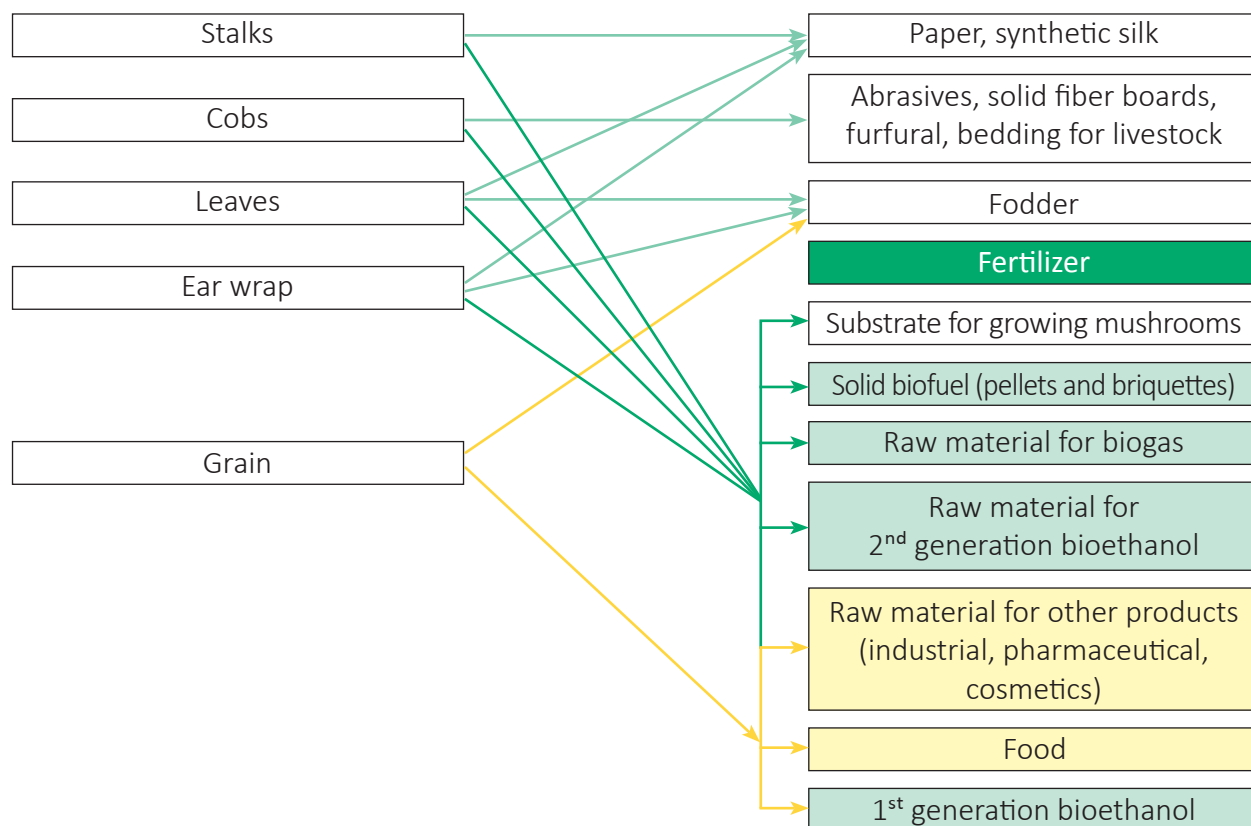 Stalks
Cobs
Leaves
Ear wrap
Grain
Paper, synthetic silk
Abrasives, solid fiber boards,
furfural, bedding for livestock
Fodder
Fertilizer
Substrate for growing mushrooms
Solid biofuel (pellets and briquettes)
Raw material for biogas
Raw material for
2nd generation bioethanol
Raw material for other products
(industrial, pharmaceutical,
cosmetics)
Food
1st generation bioethanol